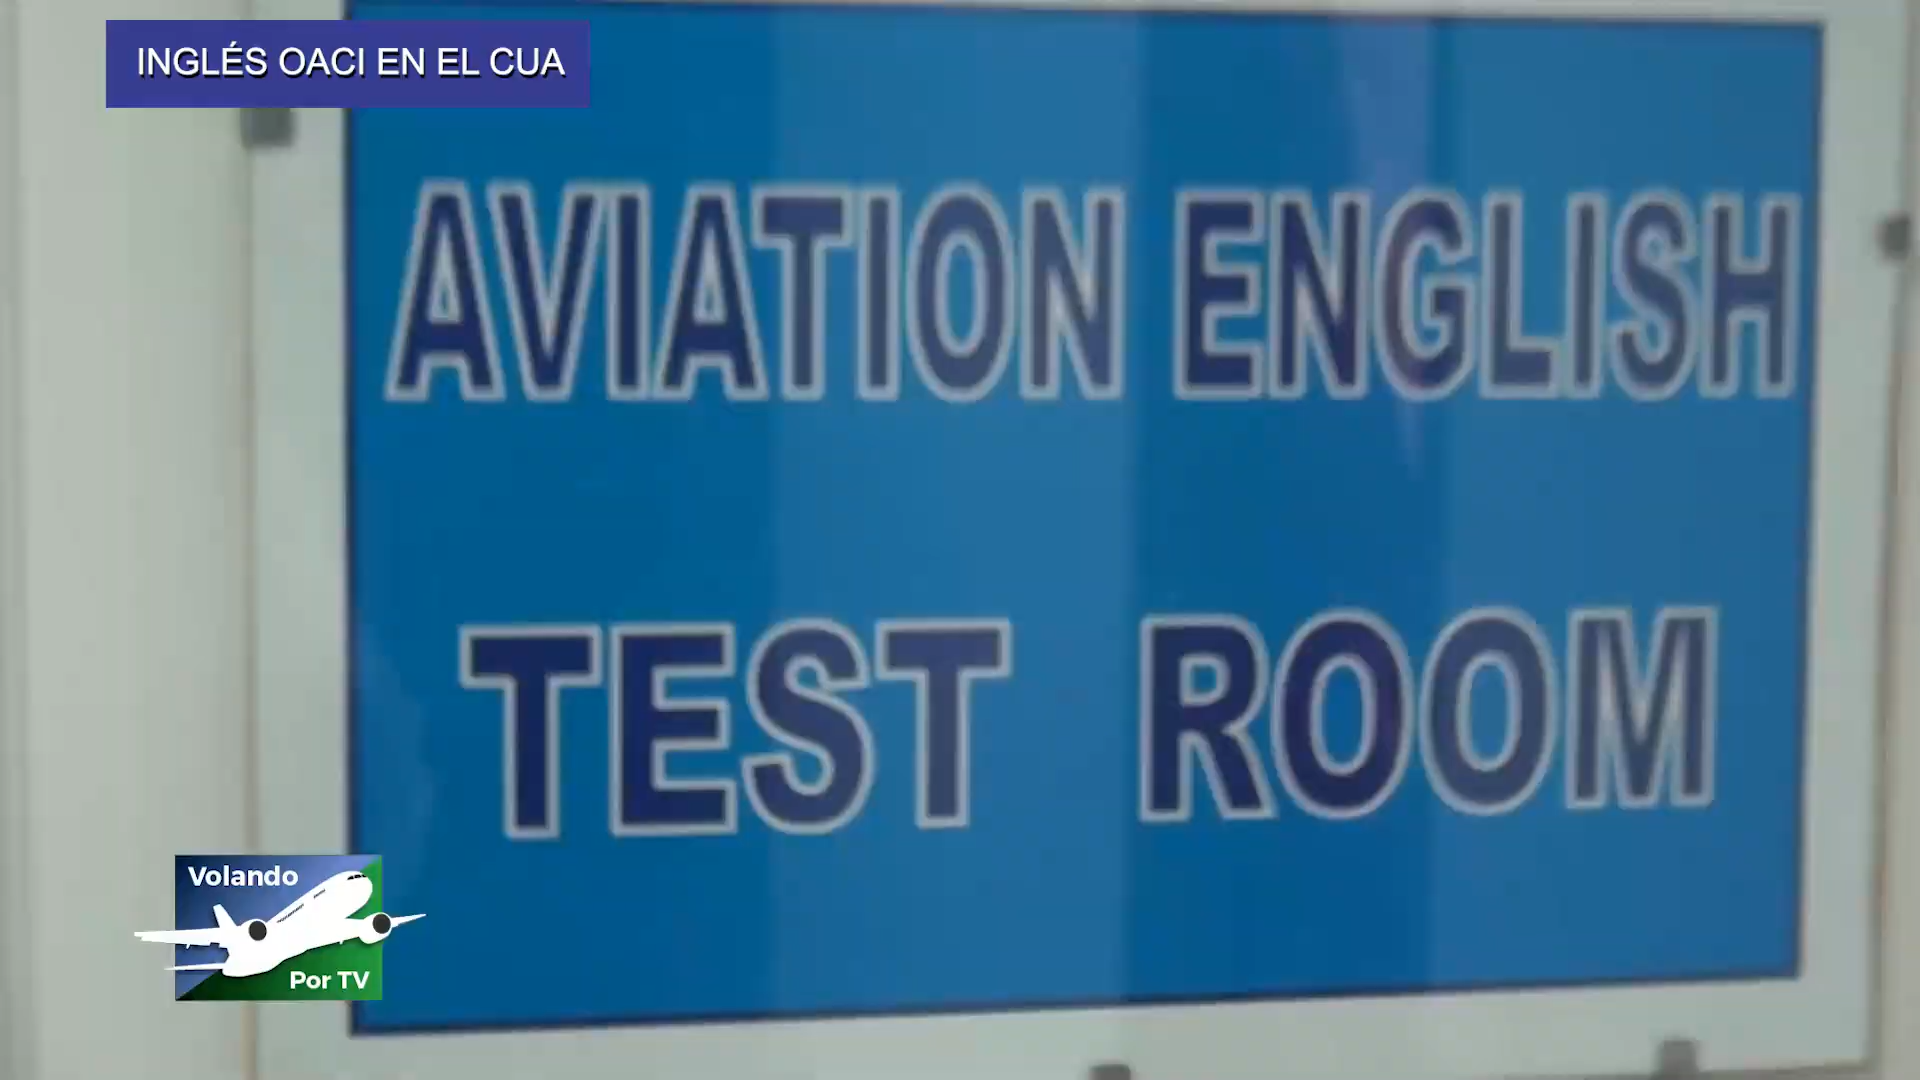 INGLÉS OACI EN EL CUA
AVIATION ENGLISH
TEST ROOM
Volando
Por TV